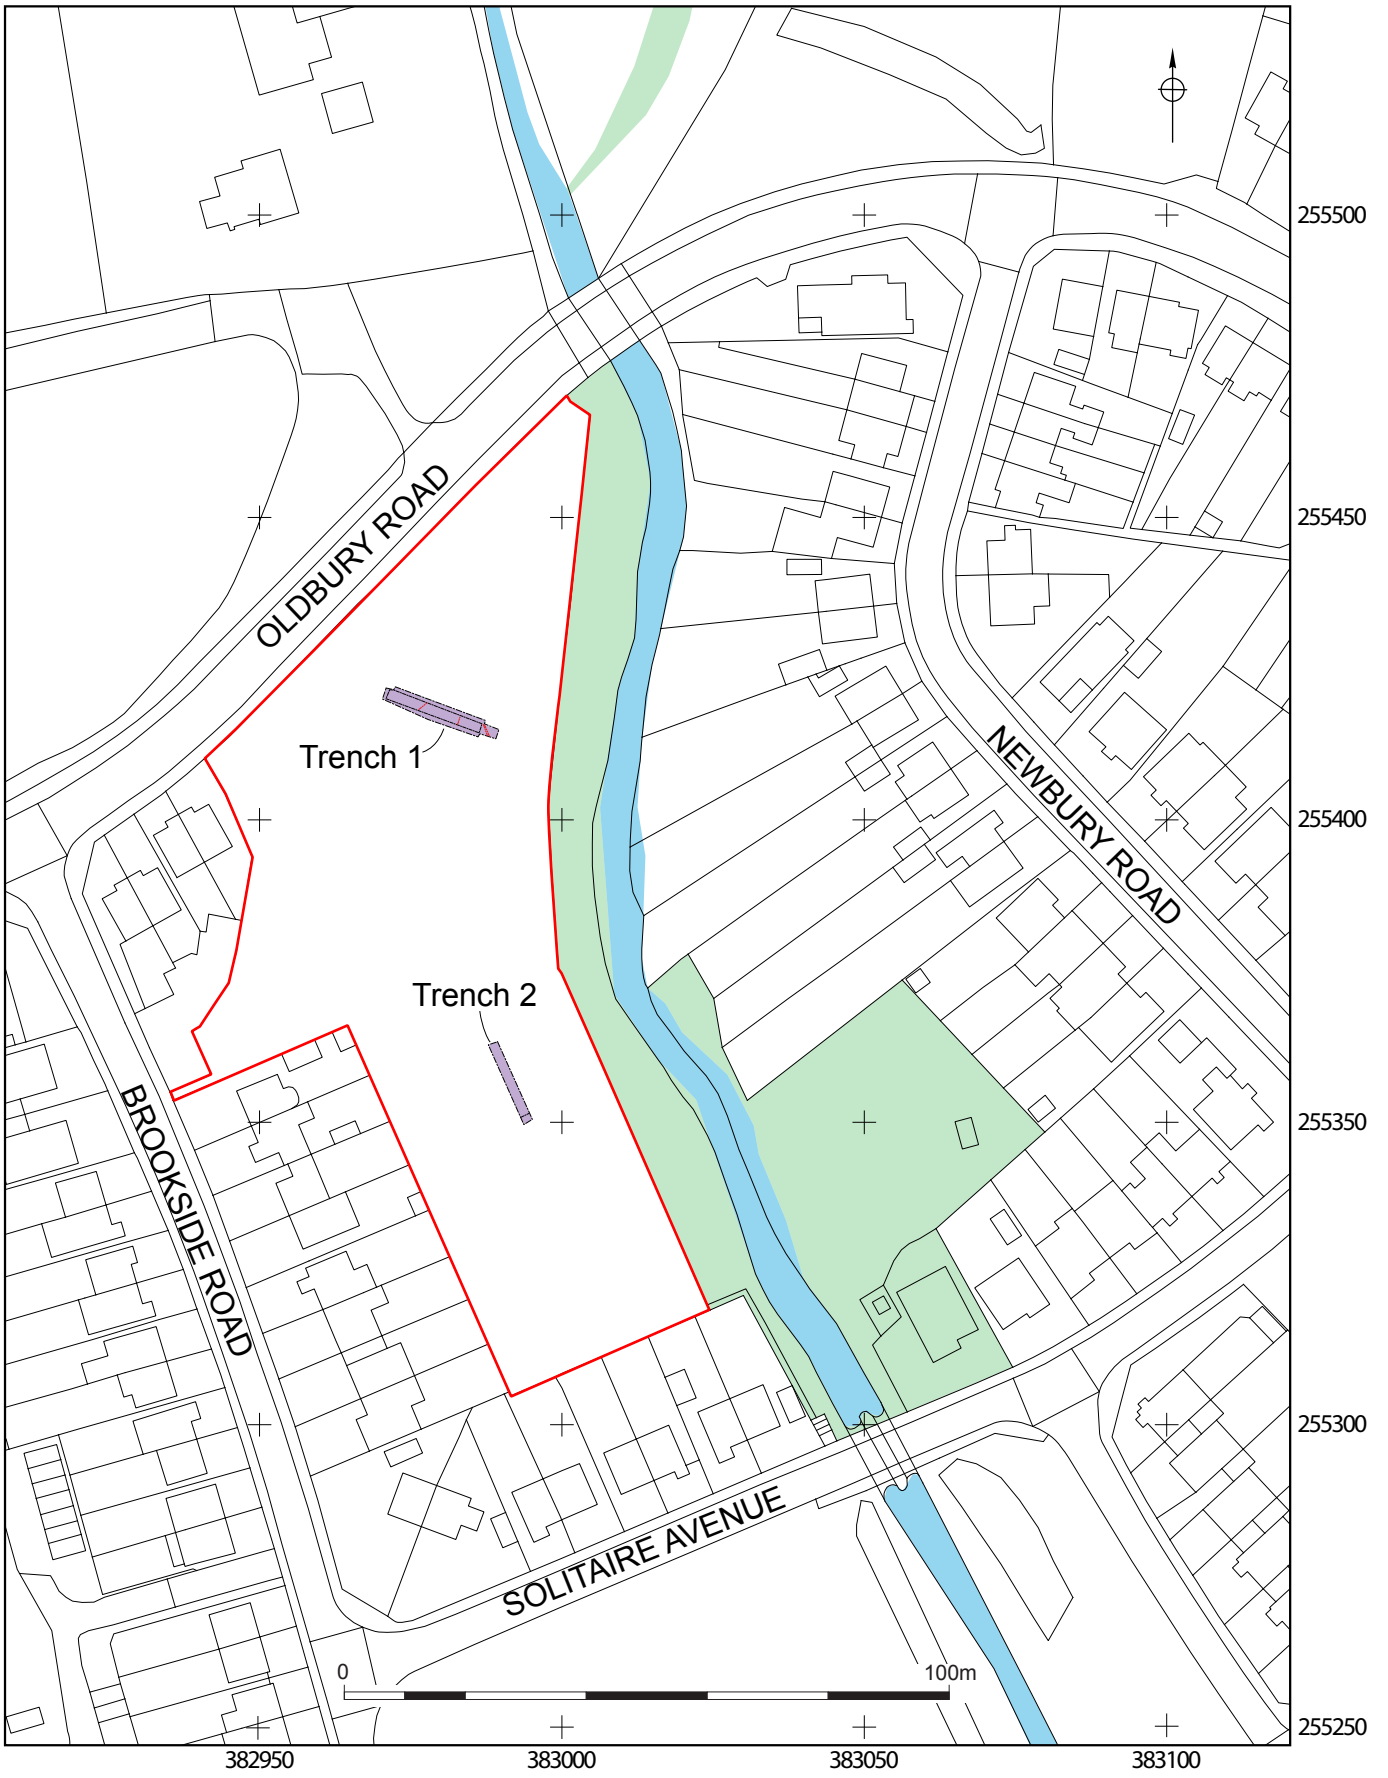 255500
OLDBURY ROAD
255450
Trench 1
NEWBURY ROAD
255400
Trench 2
255350
BROOKSIDE ROAD
255300
SOLITAIRE AVENUE
0 100m
255250
382950 383000 383050 383100